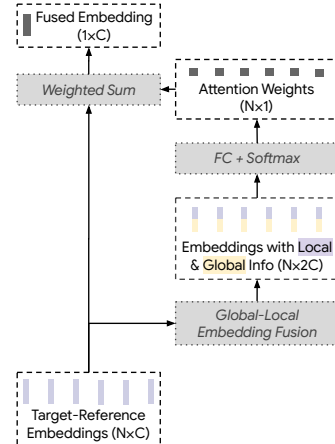 Fused Embedding
(1×C)
Weighted Sum
Attention Weights
(N×1)
FC + Softmax
Embeddings with Local
& Global Info (N×2C)
Global-Local
Embedding Fusion
Target-Reference
Embeddings (N×C)